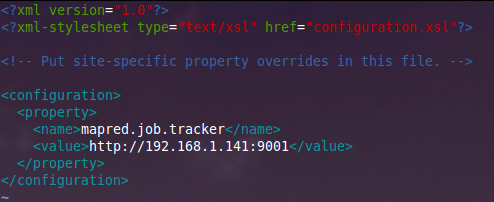 <?xml version="1.0"?>
<?xml-stylesheet type="text/xsl" href="configuration.xsl"?>
<!-- Put site-specific property overrides in this file. -->
<configuration>
  <property>
    <name>mapred.job.tracker</name>
    <value>http://192.168.1.141:9001</value>
  </property>
</configuration>
~